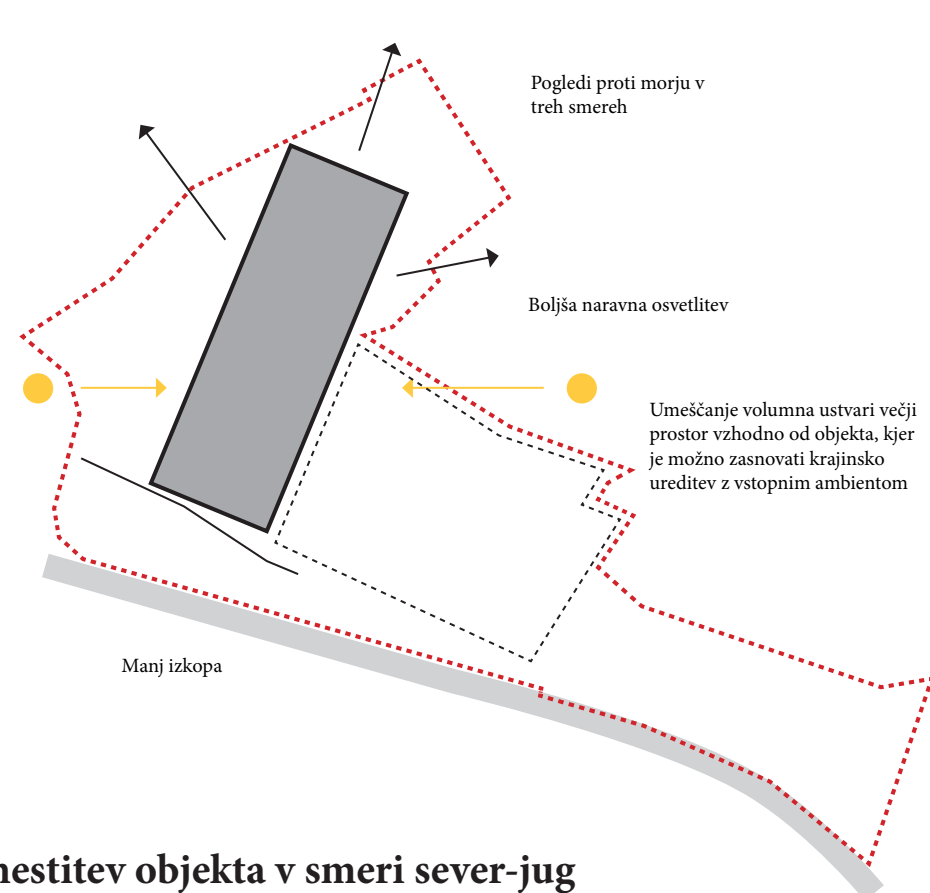 Pogledi proti morju v
treh smereh
Boljša naravna osvetlitev
Umeščanje volumna ustvari večji
prostor vzhodno od objekta, kjer
je možno zasnovati krajinsko
ureditev z vstopnim ambientom
Manj izkopa
objekta v smeri sever-jug